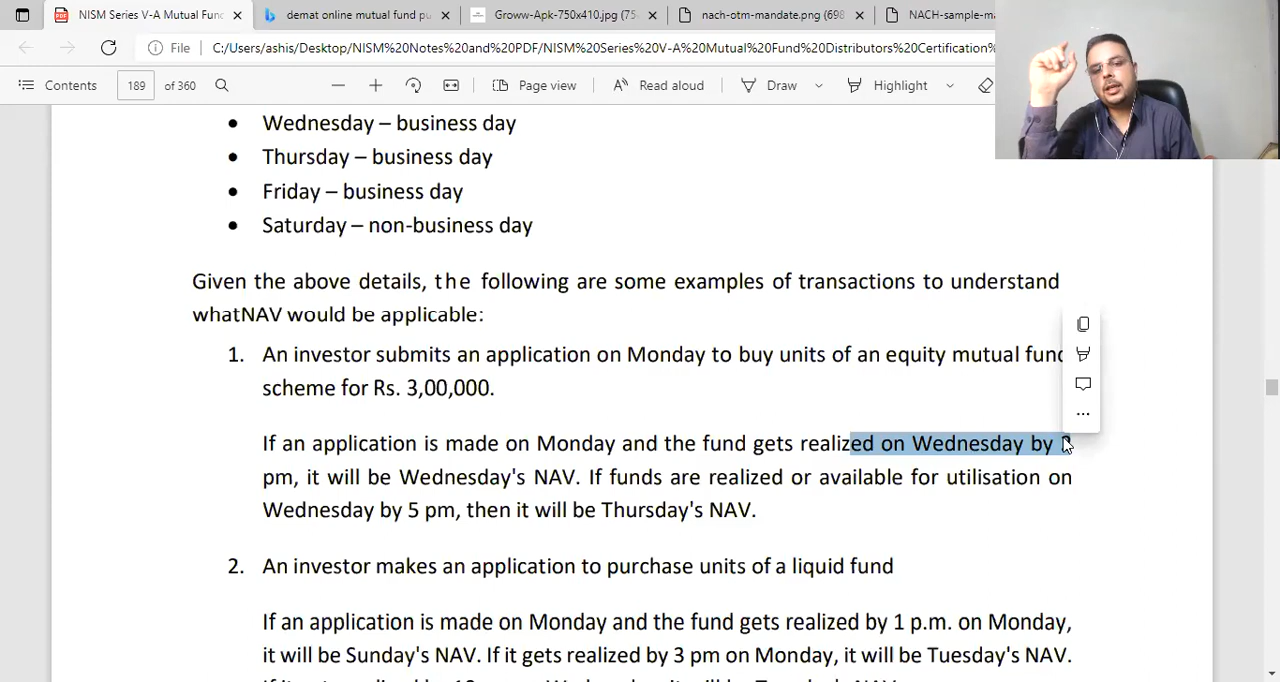 NISM Series V-A Mutual Fun
demat online mutual fund pu
Groww-Apk-750x410.jpg (75
nach-otm-mandate.png (698
NACH-sample-ma
File
C:/Users/ashis/Desktop/NISM%20Notes%20and%20PDF/NISM%20Series%20V-A%20Mutual%20Fund%20Distributors%20Certification
Contents
189 of 360
Page view
Read aloud
Draw
Highlight
• Wednesday – business day
• Thursday – business day
• Friday – business day
• Saturday – non-business day
Given the above details, the following are some examples of transactions to understand
whatNAV would be applicable:
1. An investor submits an application on Monday to buy units of an equity mutual fund
scheme for Rs. 3,00,000.
If an application is made on Monday and the fund gets realized on Wednesday by
pm, it will be Wednesday's NAV. If funds are realized or available for utilisation on
Wednesday by 5 pm, then it will be Thursday's NAV.
2. An investor makes an application to purchase units of a liquid fund
If an application is made on Monday and the fund gets realized by 1 p.m. on Monday,
it will be Sunday's NAV. If it gets realized by 3 pm on Monday, it will be Tuesday's NAV.